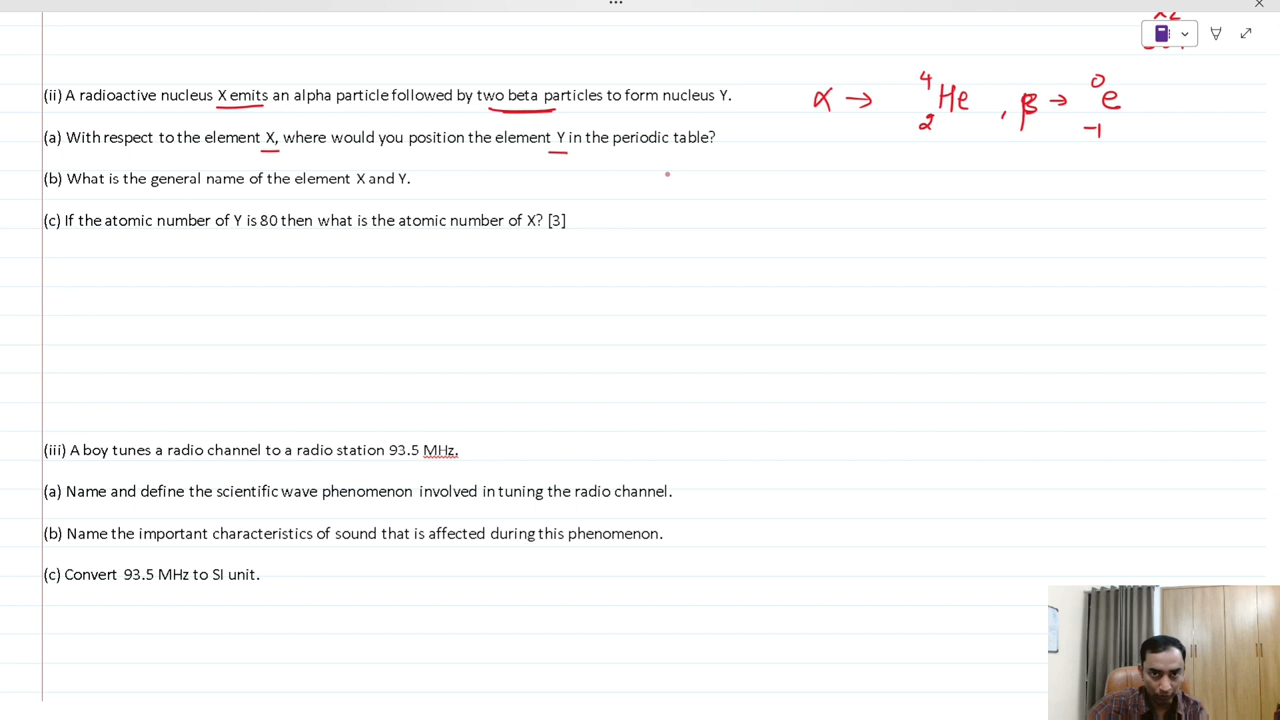 (ii) A radioactive nucleus X emits an alpha particle followed by two beta particles to form nucleus Y.
α → ⁴₂He , β → ⁰₋₁e
(a) With respect to the element X, where would you position the element Y in the periodic table?
(b) What is the general name of the element X and Y.
(c) If the atomic number of Y is 80 then what is the atomic number of X? [3]
(iii) A boy tunes a radio channel to a radio station 93.5 MHz.
(a) Name and define the scientific wave phenomenon involved in tuning the radio channel.
(b) Name the important characteristics of sound that is affected during this phenomenon.
(c) Convert 93.5 MHz to SI unit.